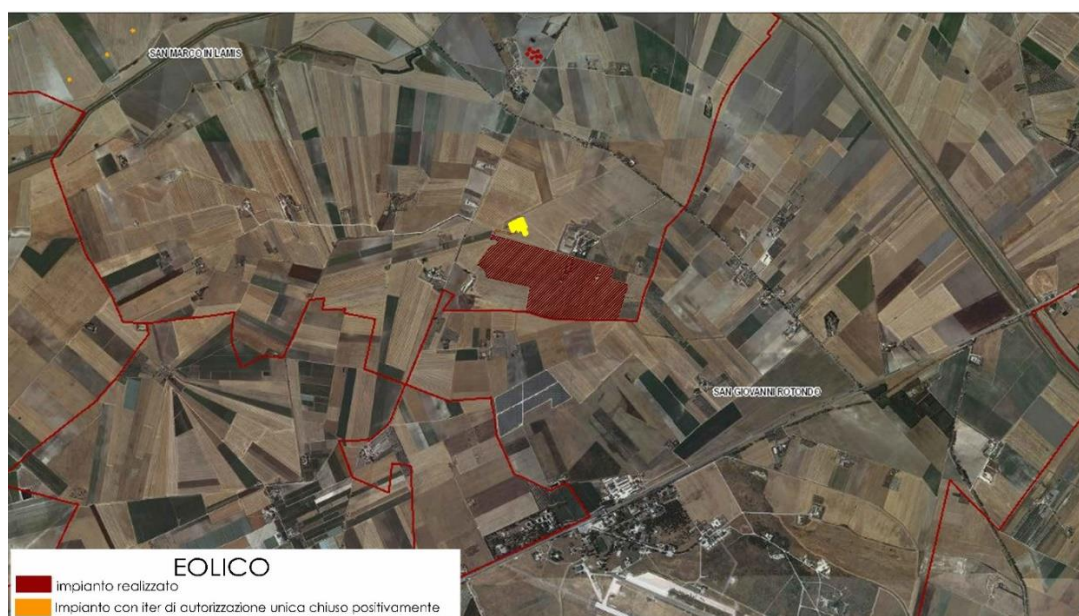 SAN MARCO IN LAMIS
SAN GIOVANNI ROTONDO
EOLICO
impianto realizzato
Impianto con iter di autorizzazione unica chiuso positivamente